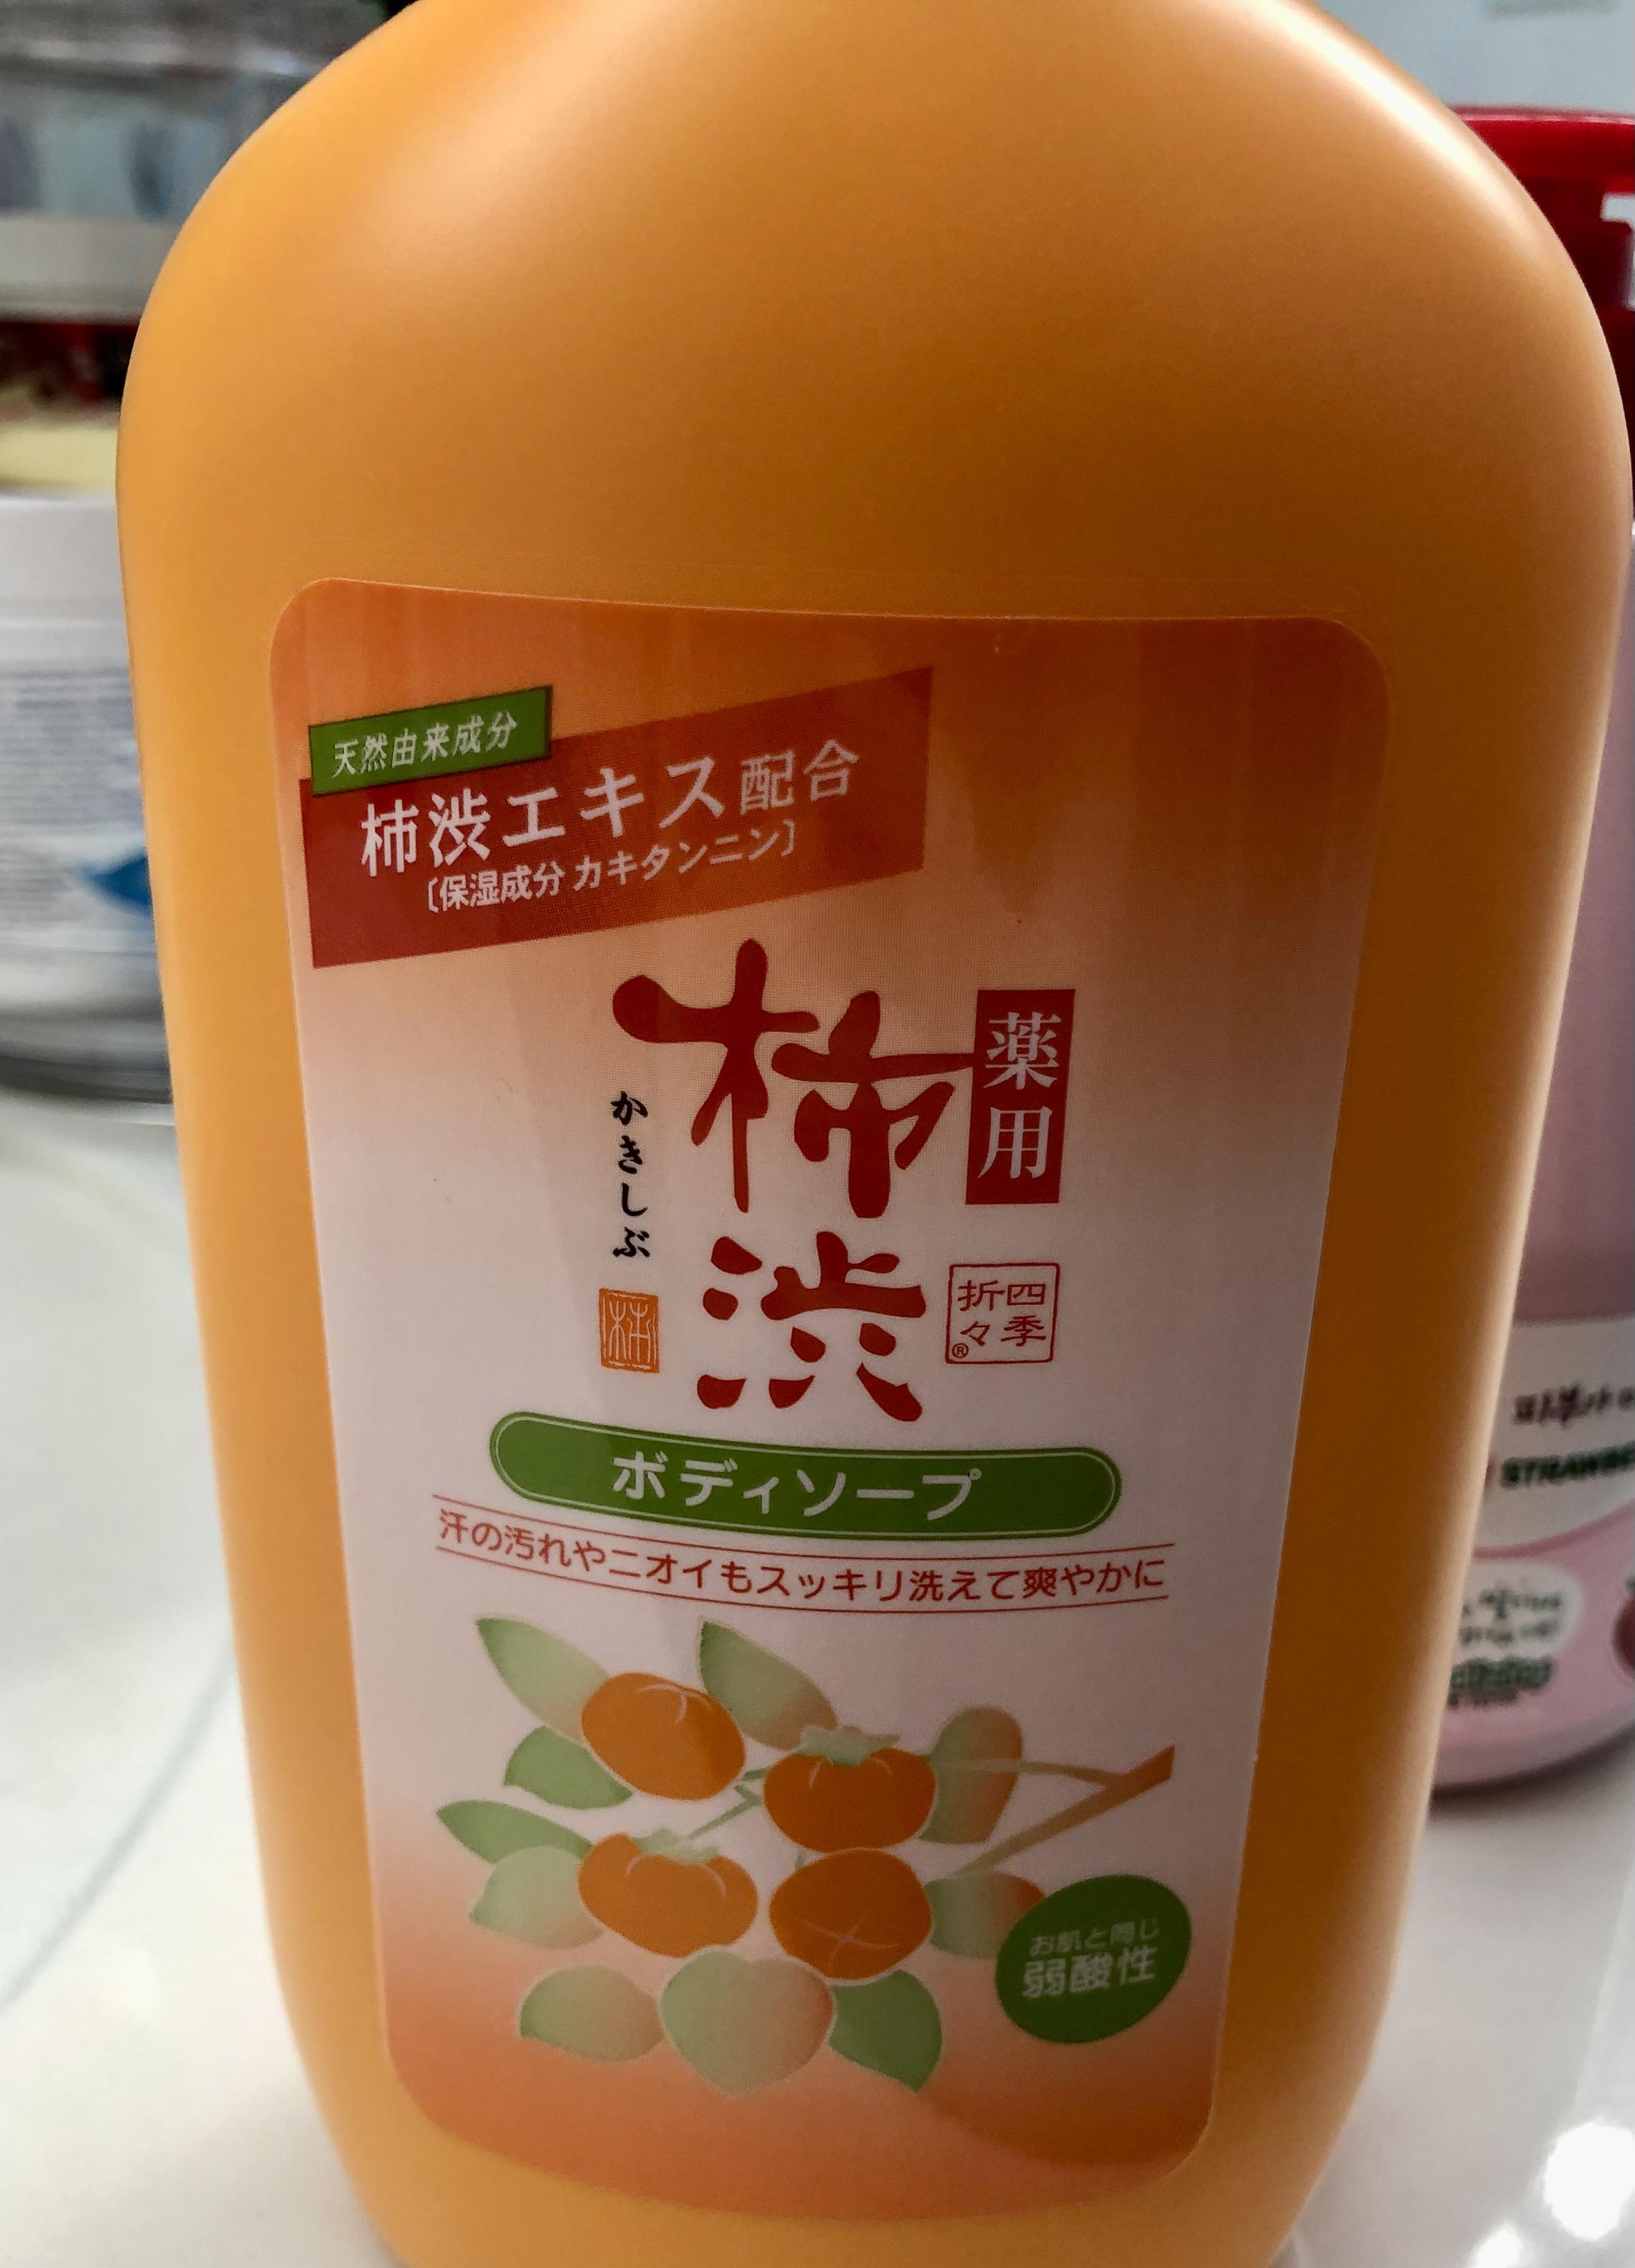 天然由来成分
柿渋エキス配合
〔保湿成分 カキタンニン〕
薬用
柿渋
かきしぶ
四季折々®
ボディソープ
汗の汚れやニオイもスッキリ洗えて爽やかに
お肌と同じ
弱酸性